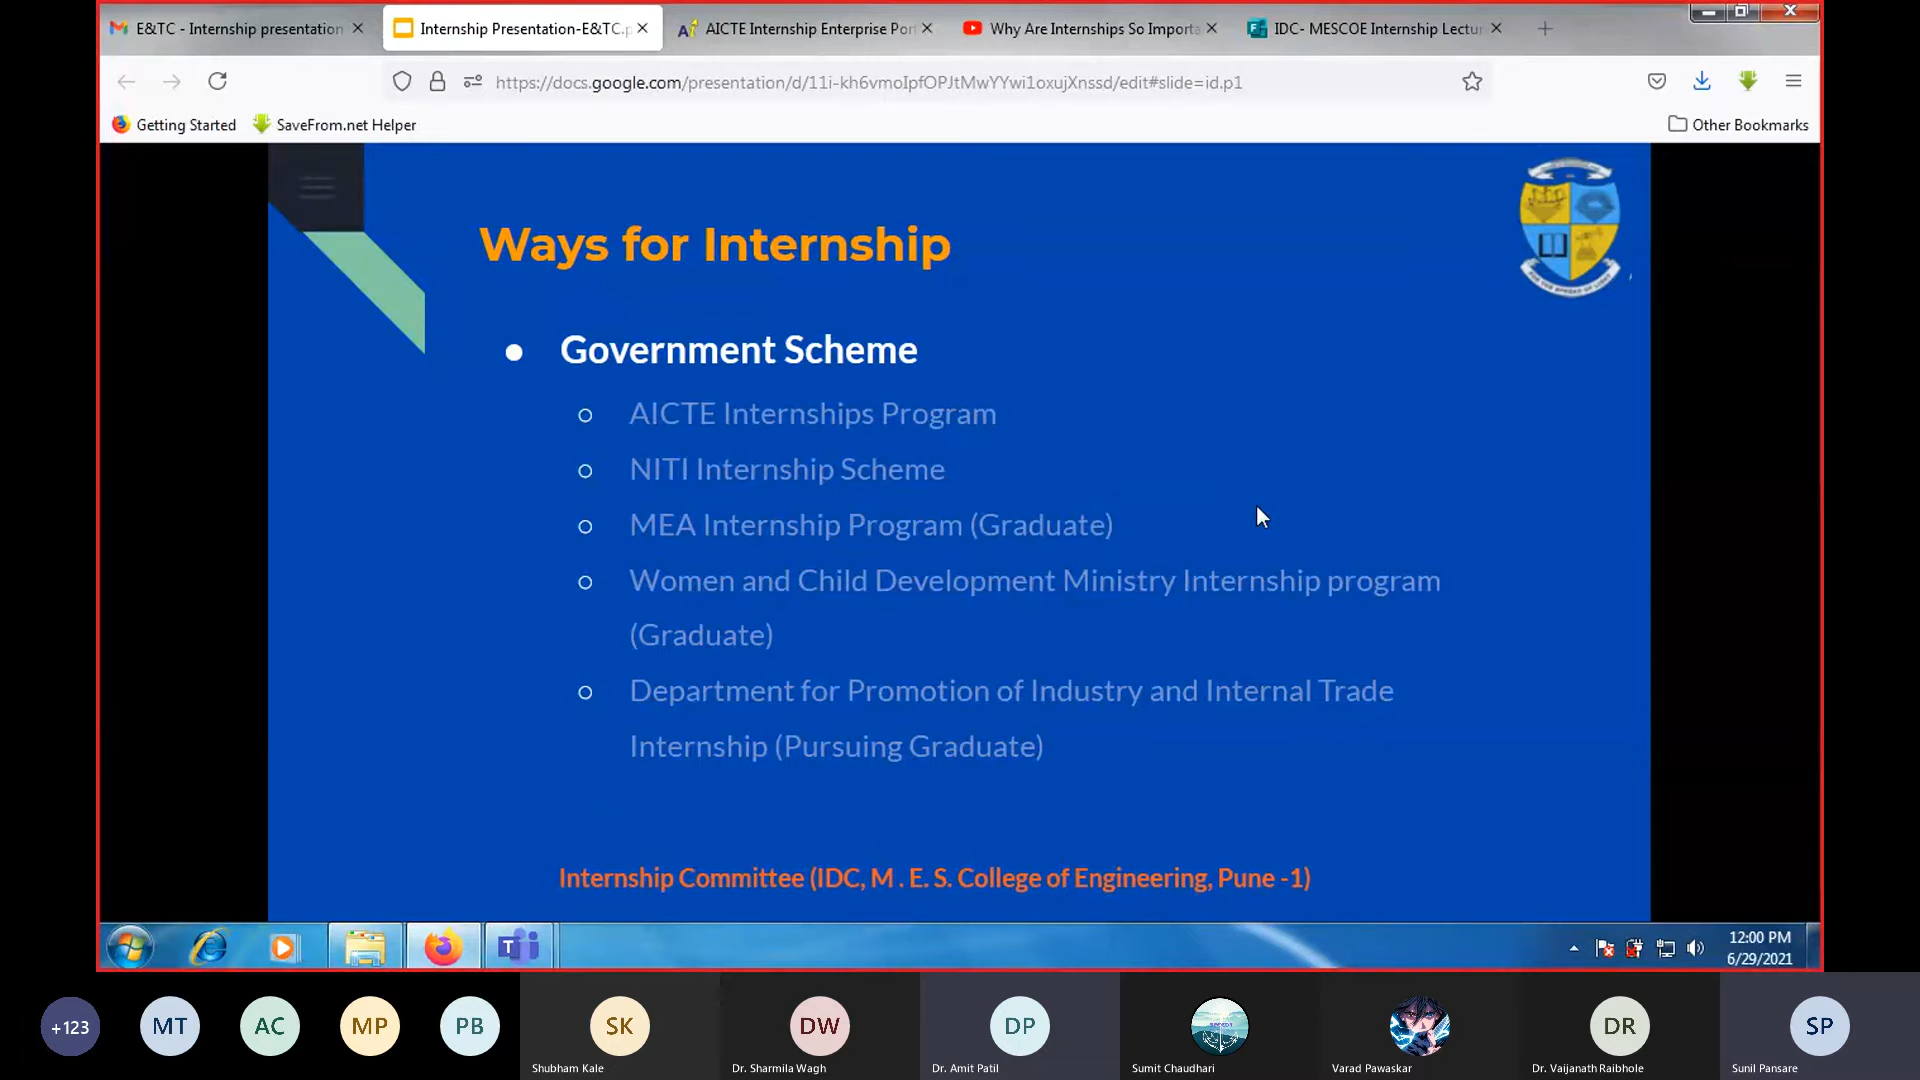 E&TC - Internship presentation
Internship Presentation-E&TC.p
AICTE Internship Enterprise Por
Why Are Internships So Importa
IDC- MESCOE Internship Lectur
https://docs.google.com/presentation/d/11i-kh6vmoIpfOPJtMwYYwi1oxujXnssd/edit#slide=id.p1
Getting Started
SaveFrom.net Helper
Other Bookmarks
Ways for Internship
Government Scheme
AICTE Internships Program
NITI Internship Scheme
MEA Internship Program (Graduate)
Women and Child Development Ministry Internship program
(Graduate)
Department for Promotion of Industry and Internal Trade
Internship (Pursuing Graduate)
Internship Committee (IDC, M . E. S. College of Engineering, Pune -1)
12:00 PM
6/29/2021
+123
MT
AC
MP
PB
SK
DW
DP
DR
SP
Shubham Kale
Dr. Sharmila Wagh
Dr. Amit Patil
Sumit Chaudhari
Varad Pawaskar
Dr. Vaijanath Raibhole
Sunil Pansare